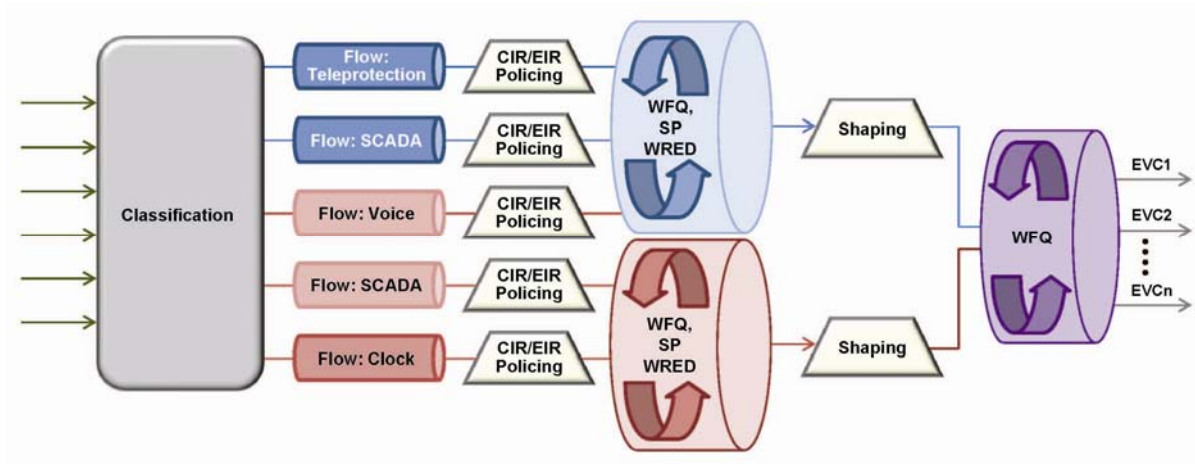 Classification
Flow:
Teleprotection
Flow: SCADA
Flow: Voice
Flow: SCADA
Flow: Clock
CIR/EIR
Policing
CIR/EIR
Policing
CIR/EIR
Policing
CIR/EIR
Policing
CIR/EIR
Policing
WFQ,
SP
WRED
WFQ,
SP
WRED
Shaping
Shaping
WFQ
EVC1
EVC2
EVCn